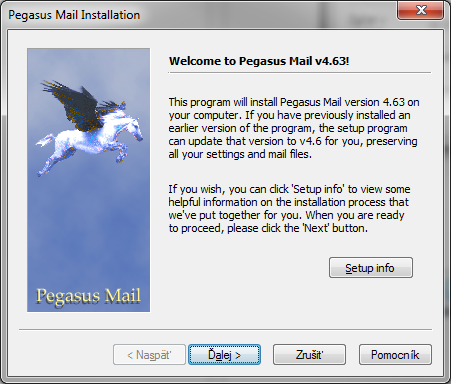 Pegasus Mail Installation
Welcome to Pegasus Mail v4.63!
This program will install Pegasus Mail version 4.63 on
your computer. If you have previously installed an
earlier version of the program, the setup program
can update that version to v4.6 for you, preserving
all your settings and mail files.
If you wish, you can click 'Setup info' to view some
helpful information on the installation process that
we've put together for you. When you are ready
to proceed, please click the 'Next' button.
Setup info
Pegasus Mail
< Naspäť
Ďalej >
Zrušiť
Pomocník